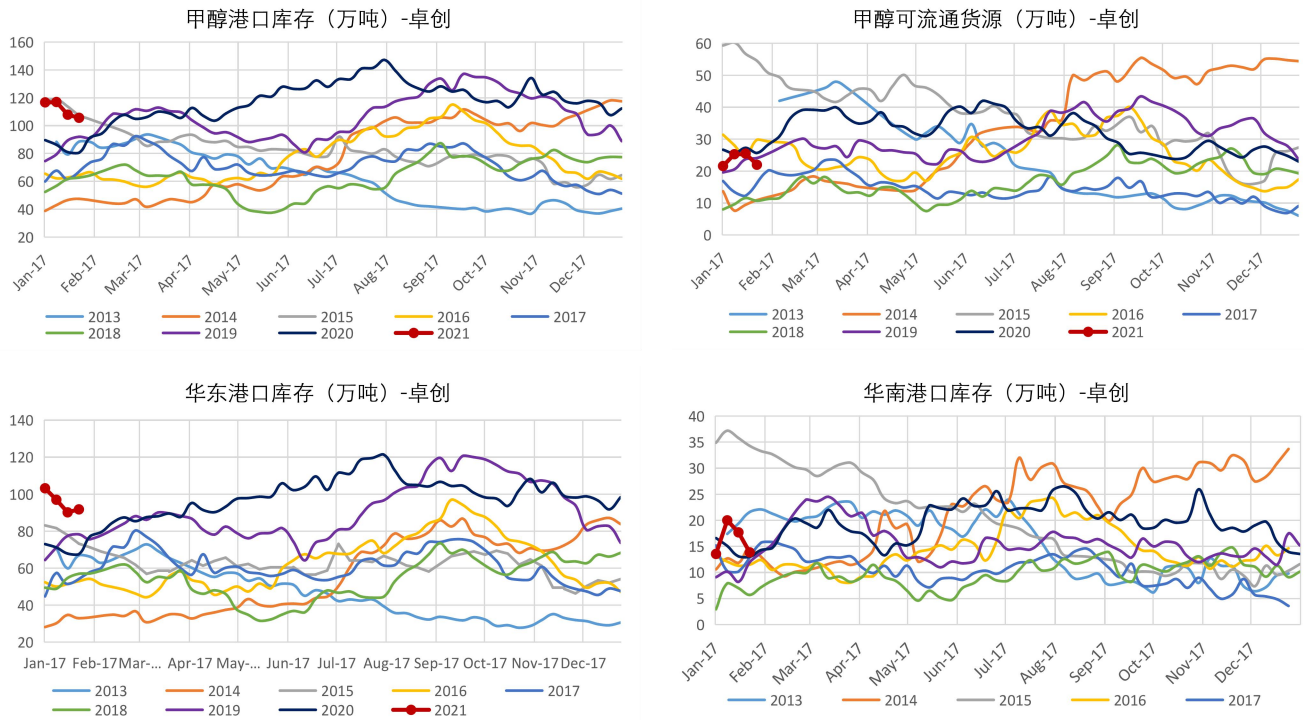 甲醇港口库存（万吨）-卓创
160
140
120
100
80
60
40
20
Jan-17 Feb-17 Mar-17 Apr-17 May-17 Jun-17 Jul-17 Aug-17 Sep-17 Oct-17 Nov-17 Dec-17
2013 2014 2015 2016 2017
2018 2019 2020 2021
甲醇可流通货源（万吨）-卓创
60
50
40
30
20
10
0
Jan-17 Feb-17 Mar-17 Apr-17 May-17 Jun-17 Jul-17 Aug-17 Sep-17 Oct-17 Nov-17 Dec-17
2013 2014 2015 2016 2017
2018 2019 2020 2021
华东港口库存（万吨）-卓创
140
120
100
80
60
40
20
Jan-17 Feb-17 Mar-... Apr-17 May-... Jun-17 Jul-17 Aug-17 Sep-17 Oct-17 Nov-17 Dec-17
2013 2014 2015 2016 2017
2018 2019 2020 2021
华南港口库存（万吨）-卓创
40
35
30
25
20
15
10
5
0
Jan-17 Feb-17 Mar-17 Apr-17 May-17 Jun-17 Jul-17 Aug-17 Sep-17 Oct-17 Nov-17 Dec-17
2013 2014 2015 2016 2017